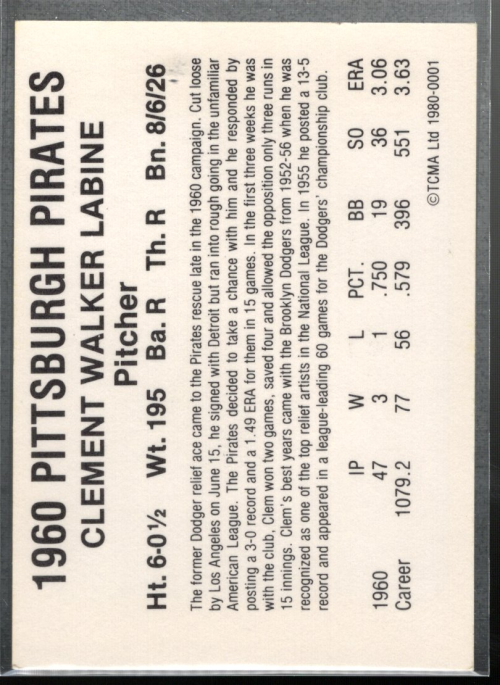 1960 PITTSBURGH PIRATES
CLEMENT WALKER LABINE
Pitcher
Ht. 6-0½ Wt. 195 Ba. R Th. R Bn. 8/6/26
The former Dodger relief ace came to the Pirates rescue late in the 1960 campaign. Cut loose
by Los Angeles on June 15, he signed with Detroit but ran into rough going in the unfamiliar
American League. The Pirates decided to take a chance with him and he responded by
posting a 3-0 record and a 1.49 ERA for them in 15 games. In the first three weeks he was
with the club, Clem won two games, saved four and allowed the opposition only three runs in
15 innings. Clem's best years came with the Brooklyn Dodgers from 1952-56 when he was
recognized as one of the top relief artists in the National League. In 1955 he posted a 13-5
record and appeared in a league-leading 60 games for the Dodgers' championship club.
IP W L PCT. BB SO ERA
1960 47 3 1 .750 19 36 3.06
Career 1079.2 77 56 .579 396 551 3.63
©TCMA Ltd 1980-0001